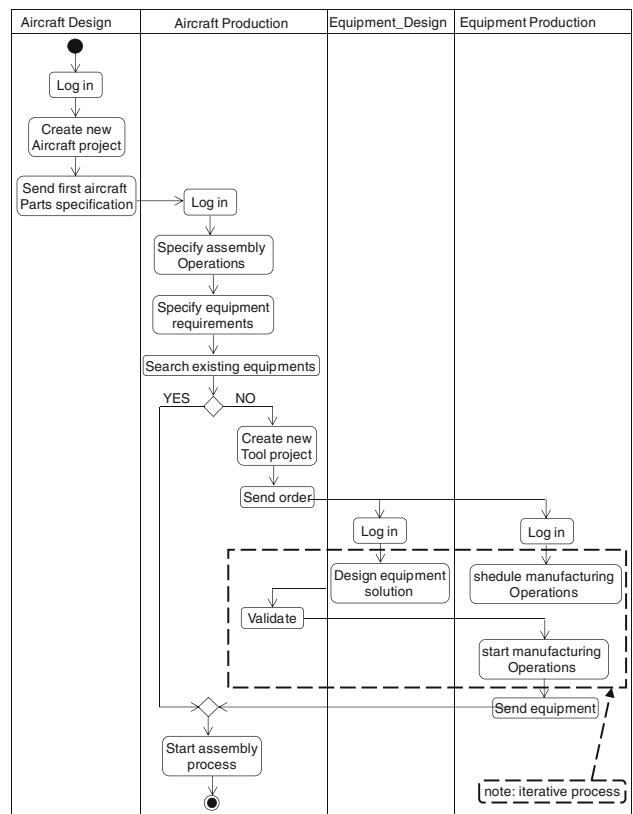 Aircraft Design
Aircraft Production
Equipment_Design
Equipment Production
Log in
Create new
Aircraft project
Send first aircraft
Parts specification
Log in
Specify assembly
Operations
Specify equipment
requirements
Search existing equipments
YES
NO
Create new
Tool project
Send order
Log in
Log in
Design equipment
solution
shedule manufacturing
Operations
Validate
start manufacturing
Operations
Send equipment
Start assembly
process
note: iterative process